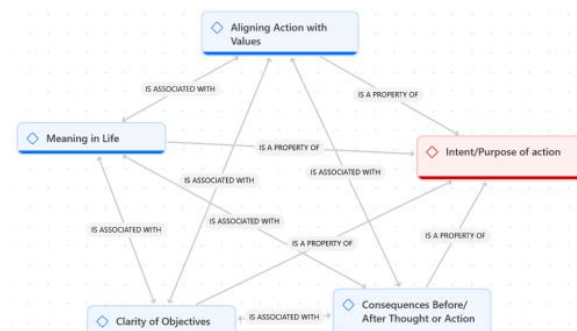 Aligning Action with
Values
IS ASSOCIATED WITH
IS A PROPERTY OF
Meaning in Life
IS A PROPERTY OF
Intent/Purpose of action
IS ASSOCIATED WITH
IS ASSOCIATED WITH
IS ASSOCIATED WITH
IS ASSOCIATED WITH
IS A PROPERTY OF
IS A PROPERTY OF
Consequences Before/
After Thought or Action
IS ASSOCIATED WITH
Clarity of Objectives